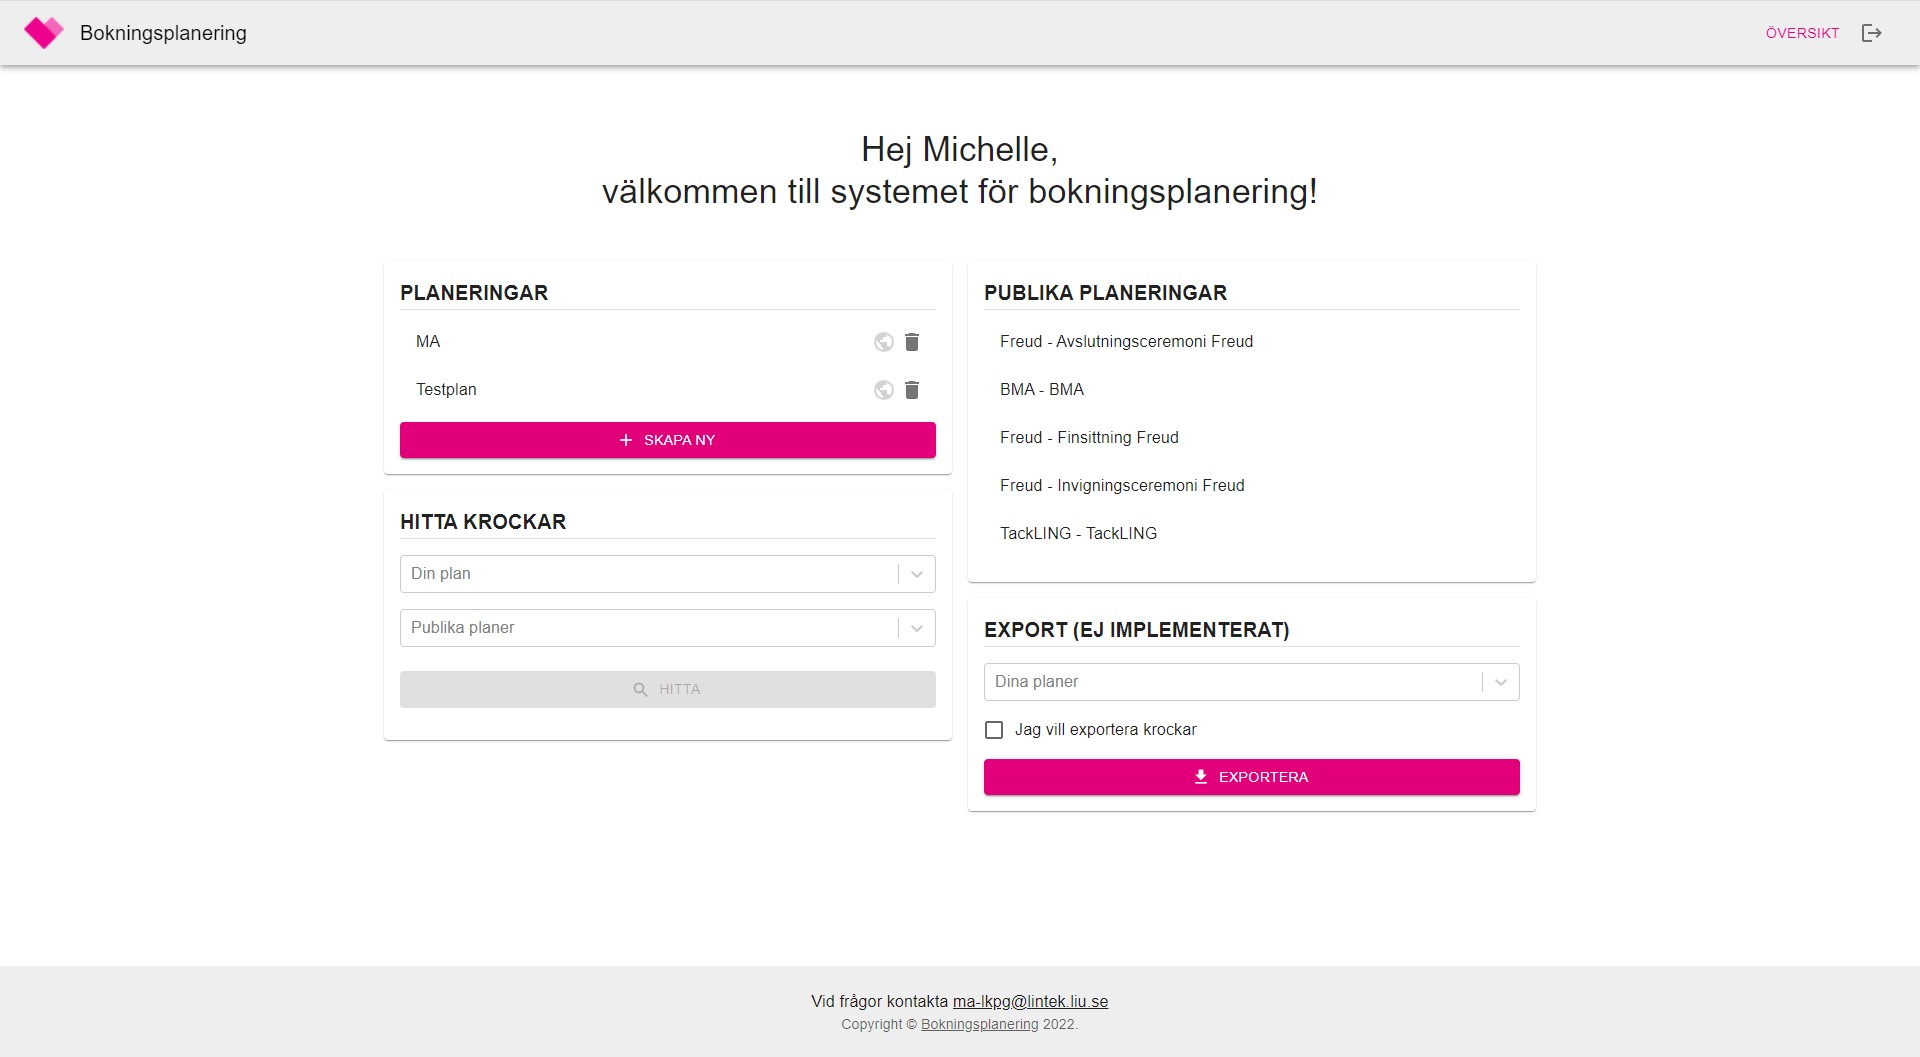 Bokningsplanering
ÖVERSIKT
Hej Michelle,
välkommen till systemet för bokningsplanering!
PLANERINGAR
MA
Testplan
SKAPA NY
HITTA KROCKAR
Din plan
Publika planer
HITTA
PUBLIKA PLANERINGAR
Freud - Avslutningsceremoni Freud
BMA - BMA
Freud - Finsittning Freud
Freud - Invigningsceremoni Freud
TackLING - TackLING
EXPORT (EJ IMPLEMENTERAT)
Dina planer
Jag vill exportera krockar
EXPORTERA
Vid frågor kontakta ma-lkpg@lintek.liu.se
Copyright © Bokningsplanering 2022.